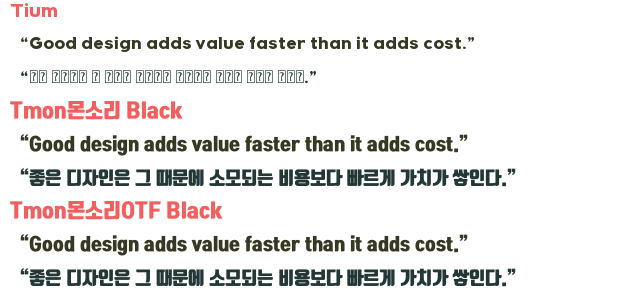 Tium
“Good design adds value faster than it adds cost.”
Tmon몬소리 Black
“Good design adds value faster than it adds cost.”
“좋은 디자인은 그 때문에 소모되는 비용보다 빠르게 가치가 쌓인다.”
Tmon몬소리OTF Black
“Good design adds value faster than it adds cost.”
“좋은 디자인은 그 때문에 소모되는 비용보다 빠르게 가치가 쌓인다.”